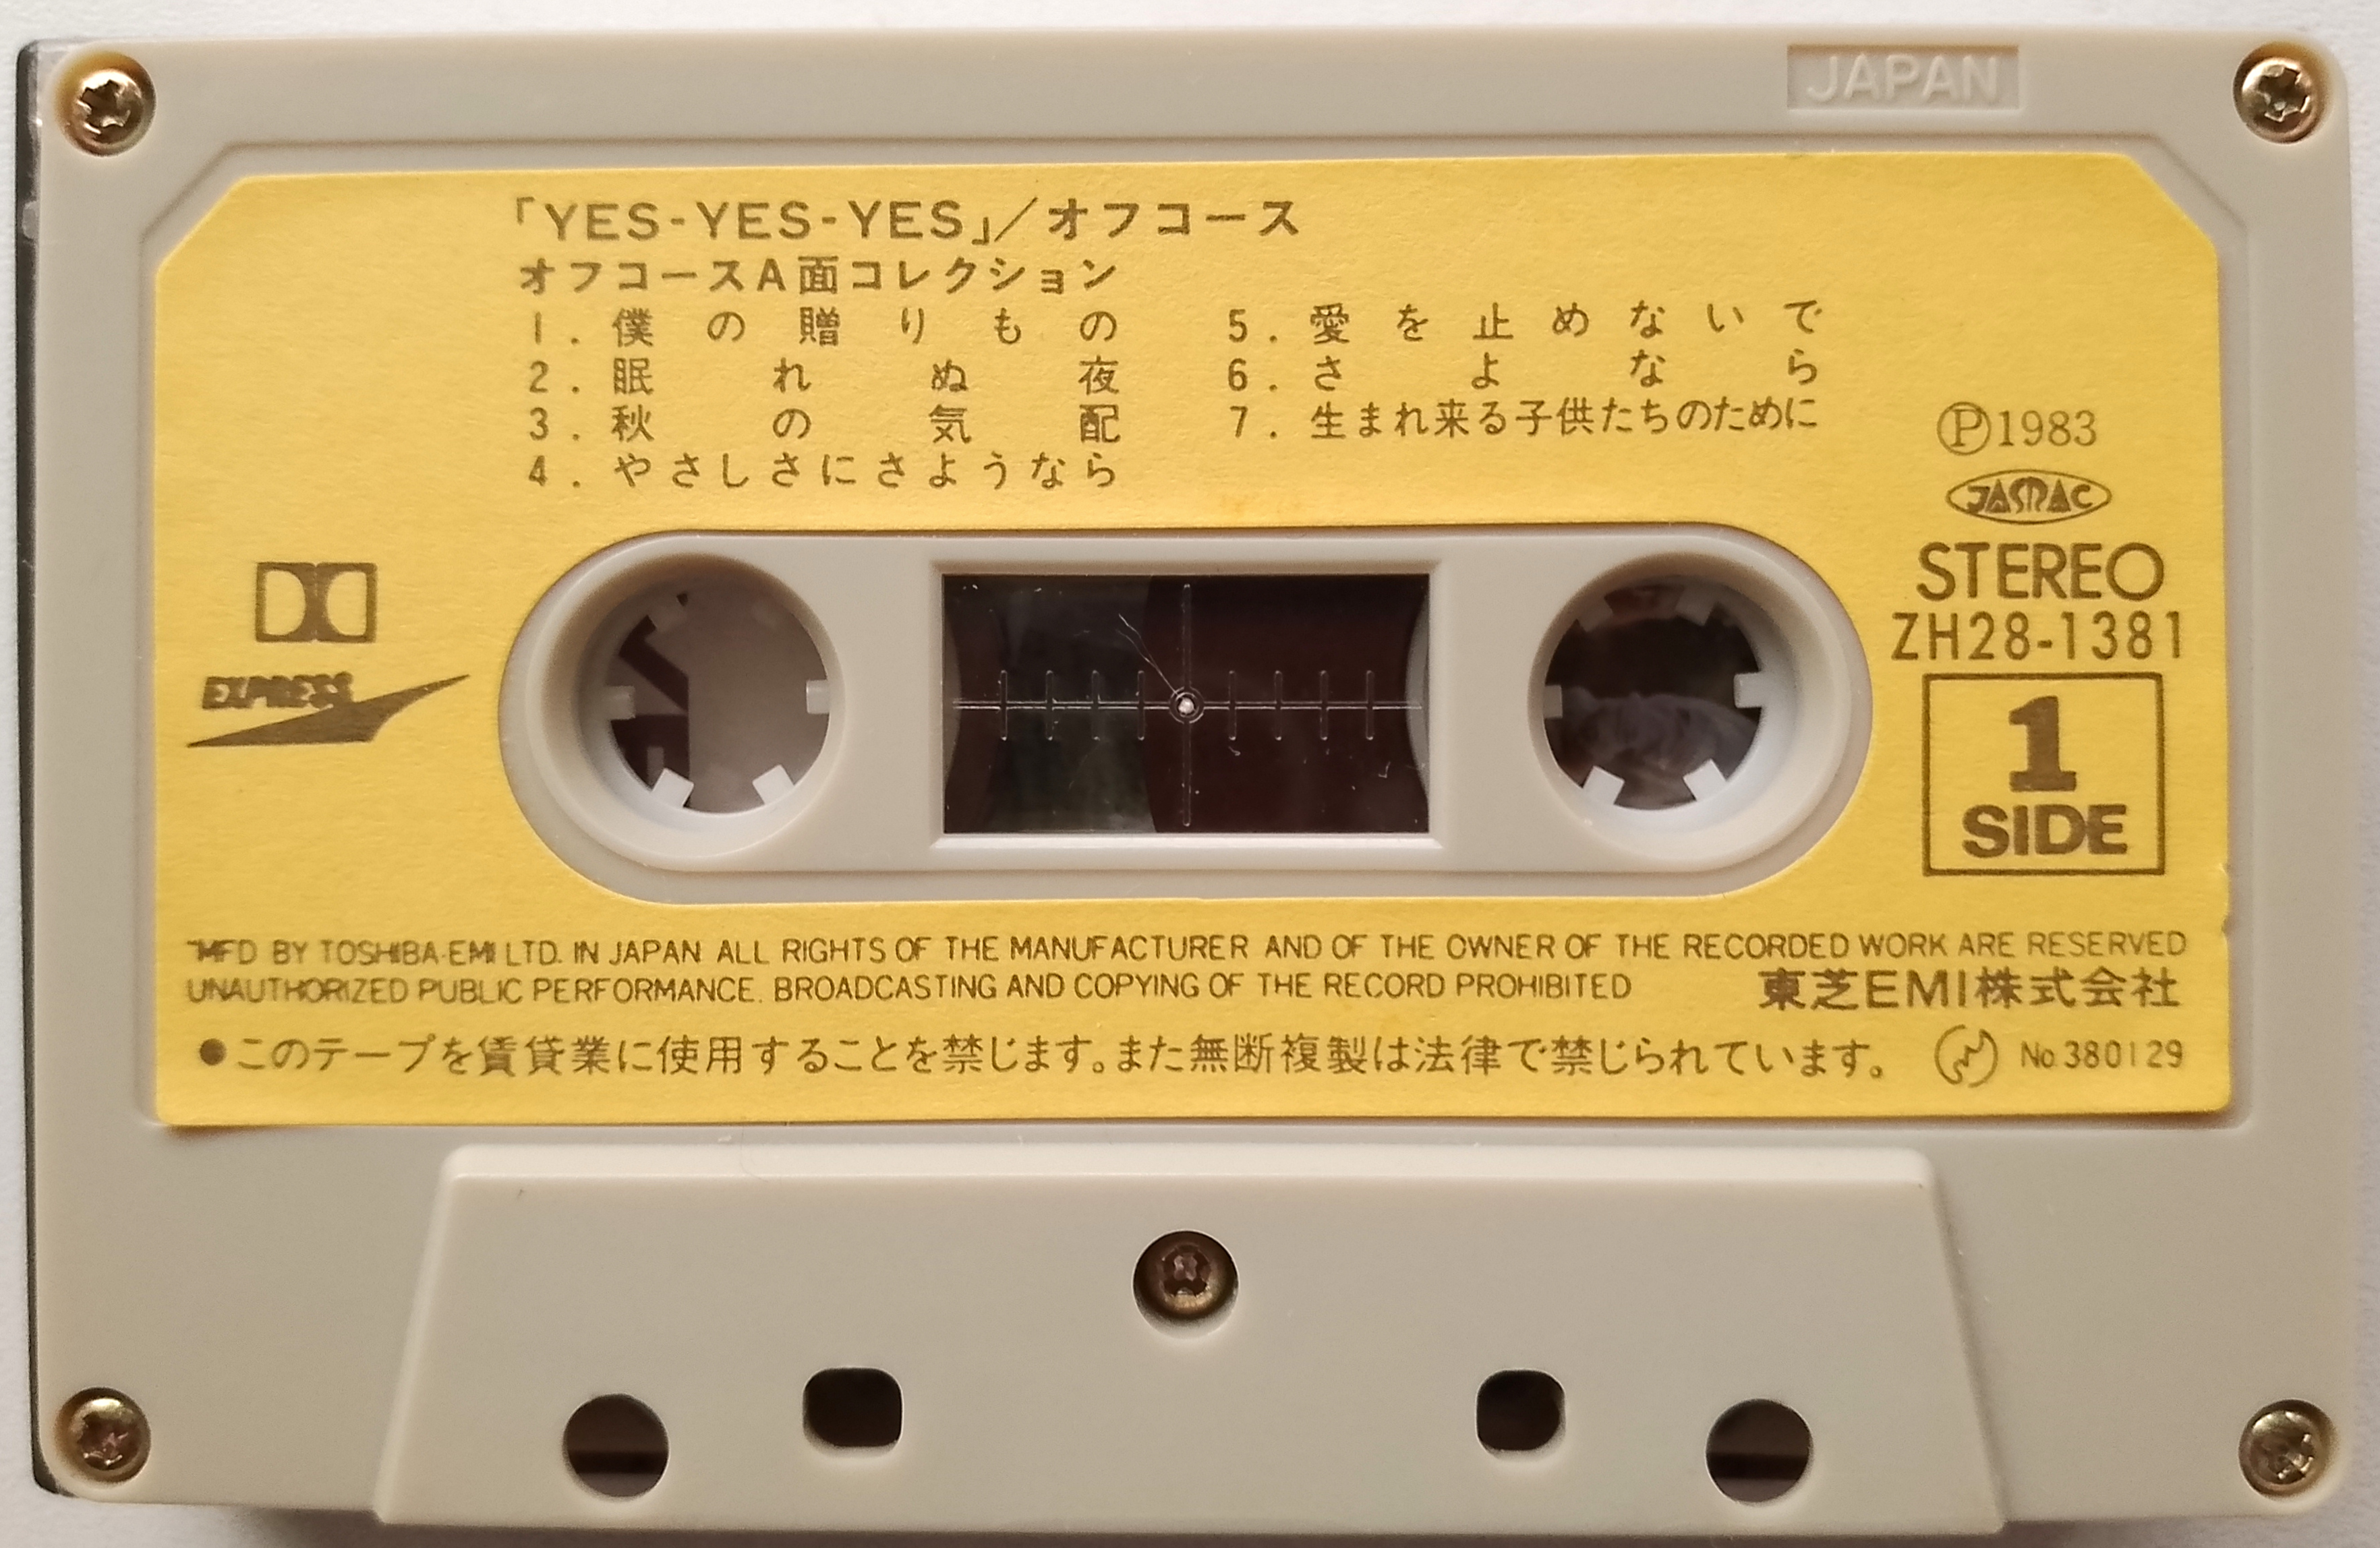 JAPAN
「YES-YES-YES」/オフコース
オフコースA面コレクション
1. 僕の贈りもの
2. 眠れぬ夜
3. 秋の気配
4. やさしさにさようなら
5. 愛を止めないで
6. さよなら
7. 生まれ来る子供たちのために
Ⓟ1983
JASRAC
STEREO
ZH28-1381
1
SIDE
EXPRESS
MFD BY TOSHIBA-EMI LTD. IN JAPAN ALL RIGHTS OF THE MANUFACTURER AND OF THE OWNER OF THE RECORDED WORK ARE RESERVED
UNAUTHORIZED PUBLIC PERFORMANCE. BROADCASTING AND COPYING OF THE RECORD PROHIBITED
東芝EMI株式会社
●このテープを賃貸業に使用することを禁じます。また無断複製は法律で禁じられています。
No.380129